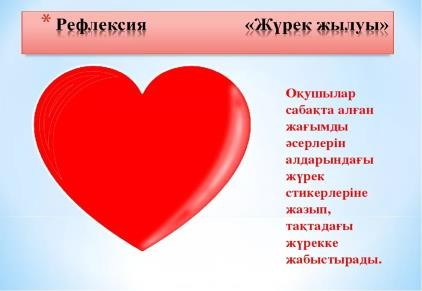 * Рефлексия «Жүрек жылуы»
Оқушылар
сабақта алған
жағымды
әсерлерін
алдарындағы
жүрек
стикерлеріне
жазып,
тақтадағы
жүрекке
жабыстырады.